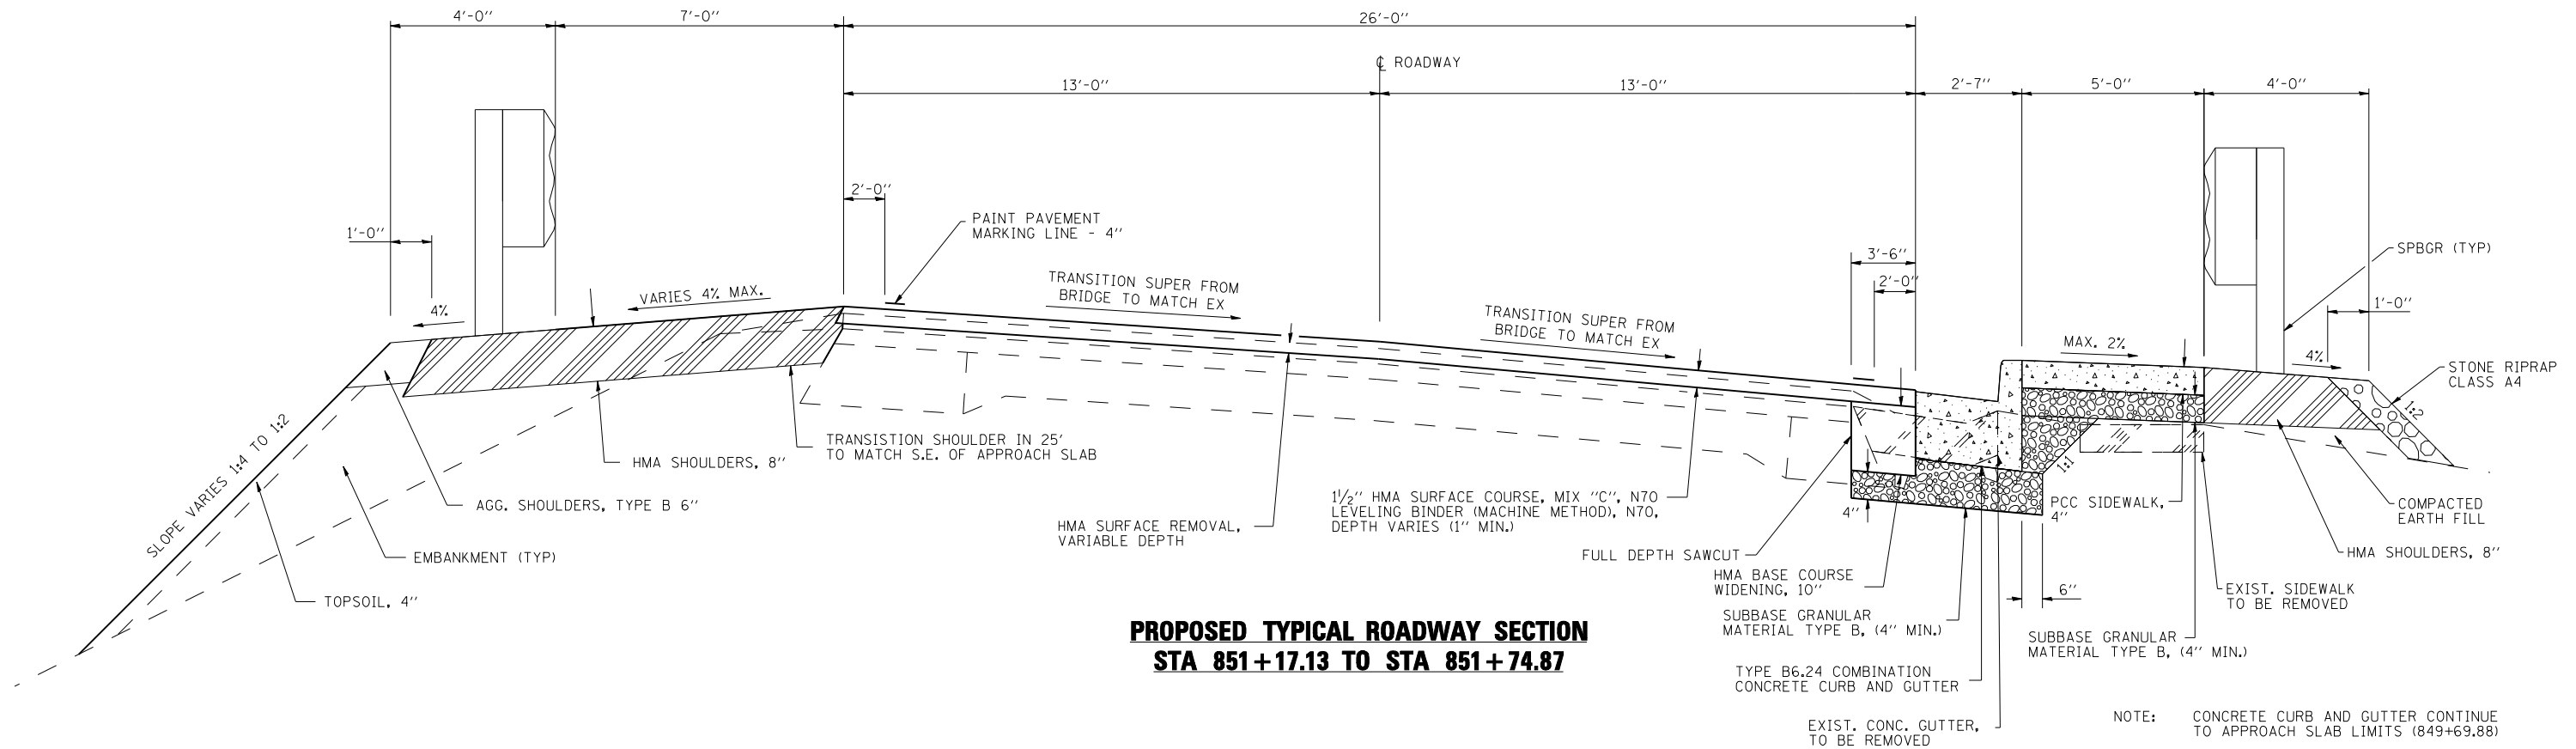 4'-0"
7'-0"
26'-0"
℄ ROADWAY
13'-0"
13'-0"
2'-7"
5'-0"
4'-0"
2'-0"
PAINT PAVEMENT
MARKING LINE - 4"
1'-0"
3'-6"
2'-0"
SPBGR (TYP)
1'-0"
4%
VARIES 4% MAX.
TRANSITION SUPER FROM
BRIDGE TO MATCH EX
TRANSITION SUPER FROM
BRIDGE TO MATCH EX
MAX. 2%
4%
STONE RIPRAP
CLASS A4
1:2
SLOPE VARIES 1:4 TO 1:2
TRANSISTION SHOULDER IN 25'
TO MATCH S.E. OF APPROACH SLAB
HMA SHOULDERS, 8"
AGG. SHOULDERS, TYPE B 6"
EMBANKMENT (TYP)
TOPSOIL, 4"
HMA SURFACE REMOVAL,
VARIABLE DEPTH
1½" HMA SURFACE COURSE, MIX "C", N70
LEVELING BINDER (MACHINE METHOD), N70,
DEPTH VARIES (1" MIN.)
FULL DEPTH SAWCUT
4"
1:1
PCC SIDEWALK,
4"
COMPACTED
EARTH FILL
HMA SHOULDERS, 8"
HMA BASE COURSE
WIDENING, 10"
6"
EXIST. SIDEWALK
TO BE REMOVED
SUBBASE GRANULAR
MATERIAL TYPE B, (4" MIN.)
SUBBASE GRANULAR
MATERIAL TYPE B, (4" MIN.)
TYPE B6.24 COMBINATION
CONCRETE CURB AND GUTTER
EXIST. CONC. GUTTER,
TO BE REMOVED
PROPOSED TYPICAL ROADWAY SECTION
STA 851+17.13 TO STA 851+74.87
NOTE: CONCRETE CURB AND GUTTER CONTINUE
TO APPROACH SLAB LIMITS (849+69.88)